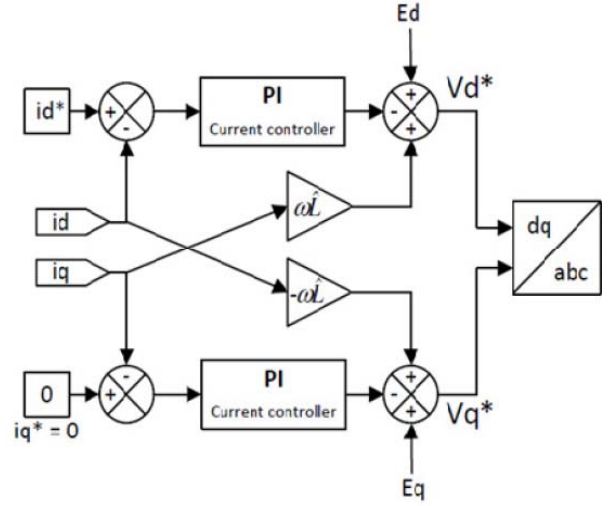 Ed
Vd*
id*
+
-
PI
Current controller
+
-
+
id
ωL̂
iq
-ωL̂
dq
abc
0
iq* = 0
-
+
PI
Current controller
+
-
+
Vq*
Eq